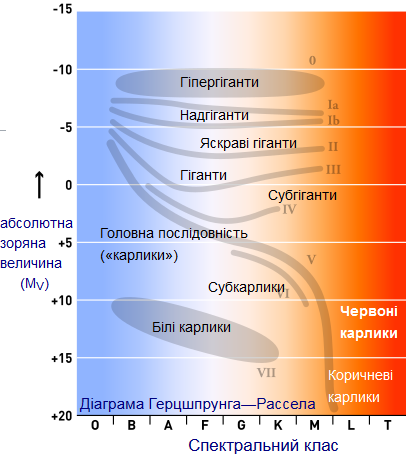 -15
-10
0
Гіпергіганти
Ia
Надгіганти
Ib
-5
Яскраві гіганти
II
Гіганти
III
0
Субгіганти
IV
абсолютна
зоряна
величина
(MV)
Головна послідовність
(«карлики»)
+5
V
Субкарлики
VI
+10
Червоні
карлики
Білі карлики
+15
VII
Коричневі
карлики
Діаграма Герцшпрунга—Рассела
+20
O B A F G K M L T
Спектральний клас